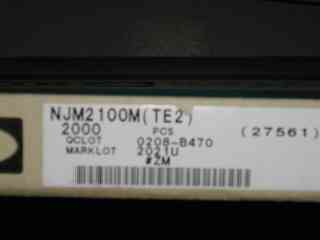 NJM2100M(TE2)
2000 PCS (27561)
QCLOT 0208-B470
MARKLOT 2021U
#2M